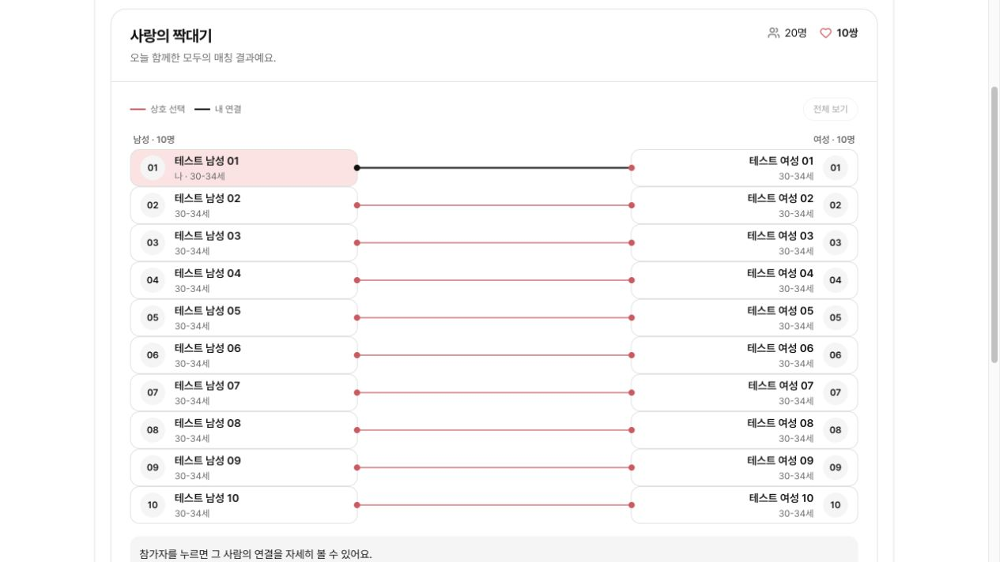 사랑의 짝대기
20명
10쌍
오늘 함께한 모두의 매칭 결과예요.
상호 선택
내 연결
전체 보기
남성 · 10명
여성 · 10명
01
테스트 남성 01
나 · 30-34세
테스트 여성 01
30-34세
01
02
테스트 남성 02
30-34세
테스트 여성 02
30-34세
02
03
테스트 남성 03
30-34세
테스트 여성 03
30-34세
03
04
테스트 남성 04
30-34세
테스트 여성 04
30-34세
04
05
테스트 남성 05
30-34세
테스트 여성 05
30-34세
05
06
테스트 남성 06
30-34세
테스트 여성 06
30-34세
06
07
테스트 남성 07
30-34세
테스트 여성 07
30-34세
07
08
테스트 남성 08
30-34세
테스트 여성 08
30-34세
08
09
테스트 남성 09
30-34세
테스트 여성 09
30-34세
09
10
테스트 남성 10
30-34세
테스트 여성 10
30-34세
10
참가자를 누르면 그 사람의 연결을 자세히 볼 수 있어요.